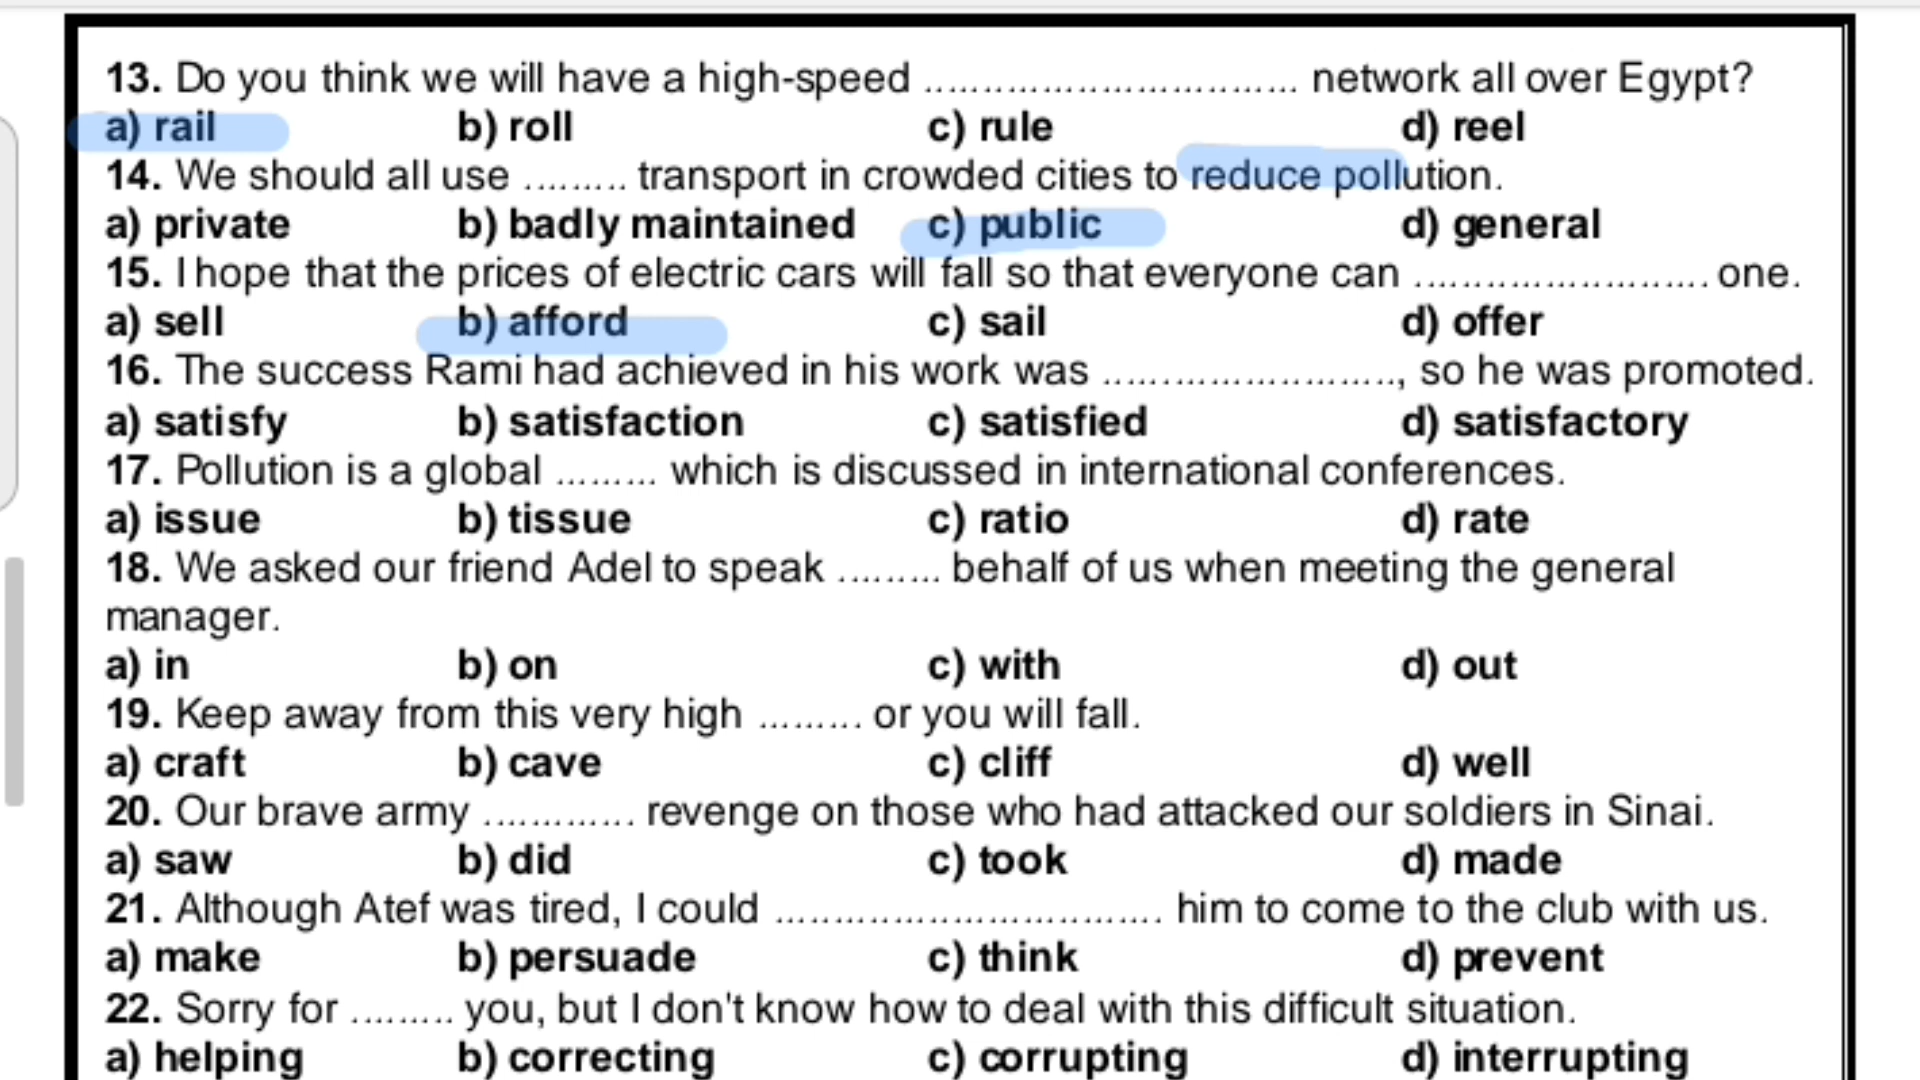 13. Do you think we will have a high-speed ................................ network all over Egypt?
a) rail b) roll c) rule d) reel
14. We should all use ......... transport in crowded cities to reduce pollution.
a) private b) badly maintained c) public d) general
15. I hope that the prices of electric cars will fall so that everyone can ......................... one.
a) sell b) afford c) sail d) offer
16. The success Rami had achieved in his work was ........................., so he was promoted.
a) satisfy b) satisfaction c) satisfied d) satisfactory
17. Pollution is a global ......... which is discussed in international conferences.
a) issue b) tissue c) ratio d) rate
18. We asked our friend Adel to speak ......... behalf of us when meeting the general
manager.
a) in b) on c) with d) out
19. Keep away from this very high ......... or you will fall.
a) craft b) cave c) cliff d) well
20. Our brave army ............. revenge on those who had attacked our soldiers in Sinai.
a) saw b) did c) took d) made
21. Although Atef was tired, I could ................................. him to come to the club with us.
a) make b) persuade c) think d) prevent
22. Sorry for ......... you, but I don't know how to deal with this difficult situation.
a) helping b) correcting c) corrupting d) interrupting